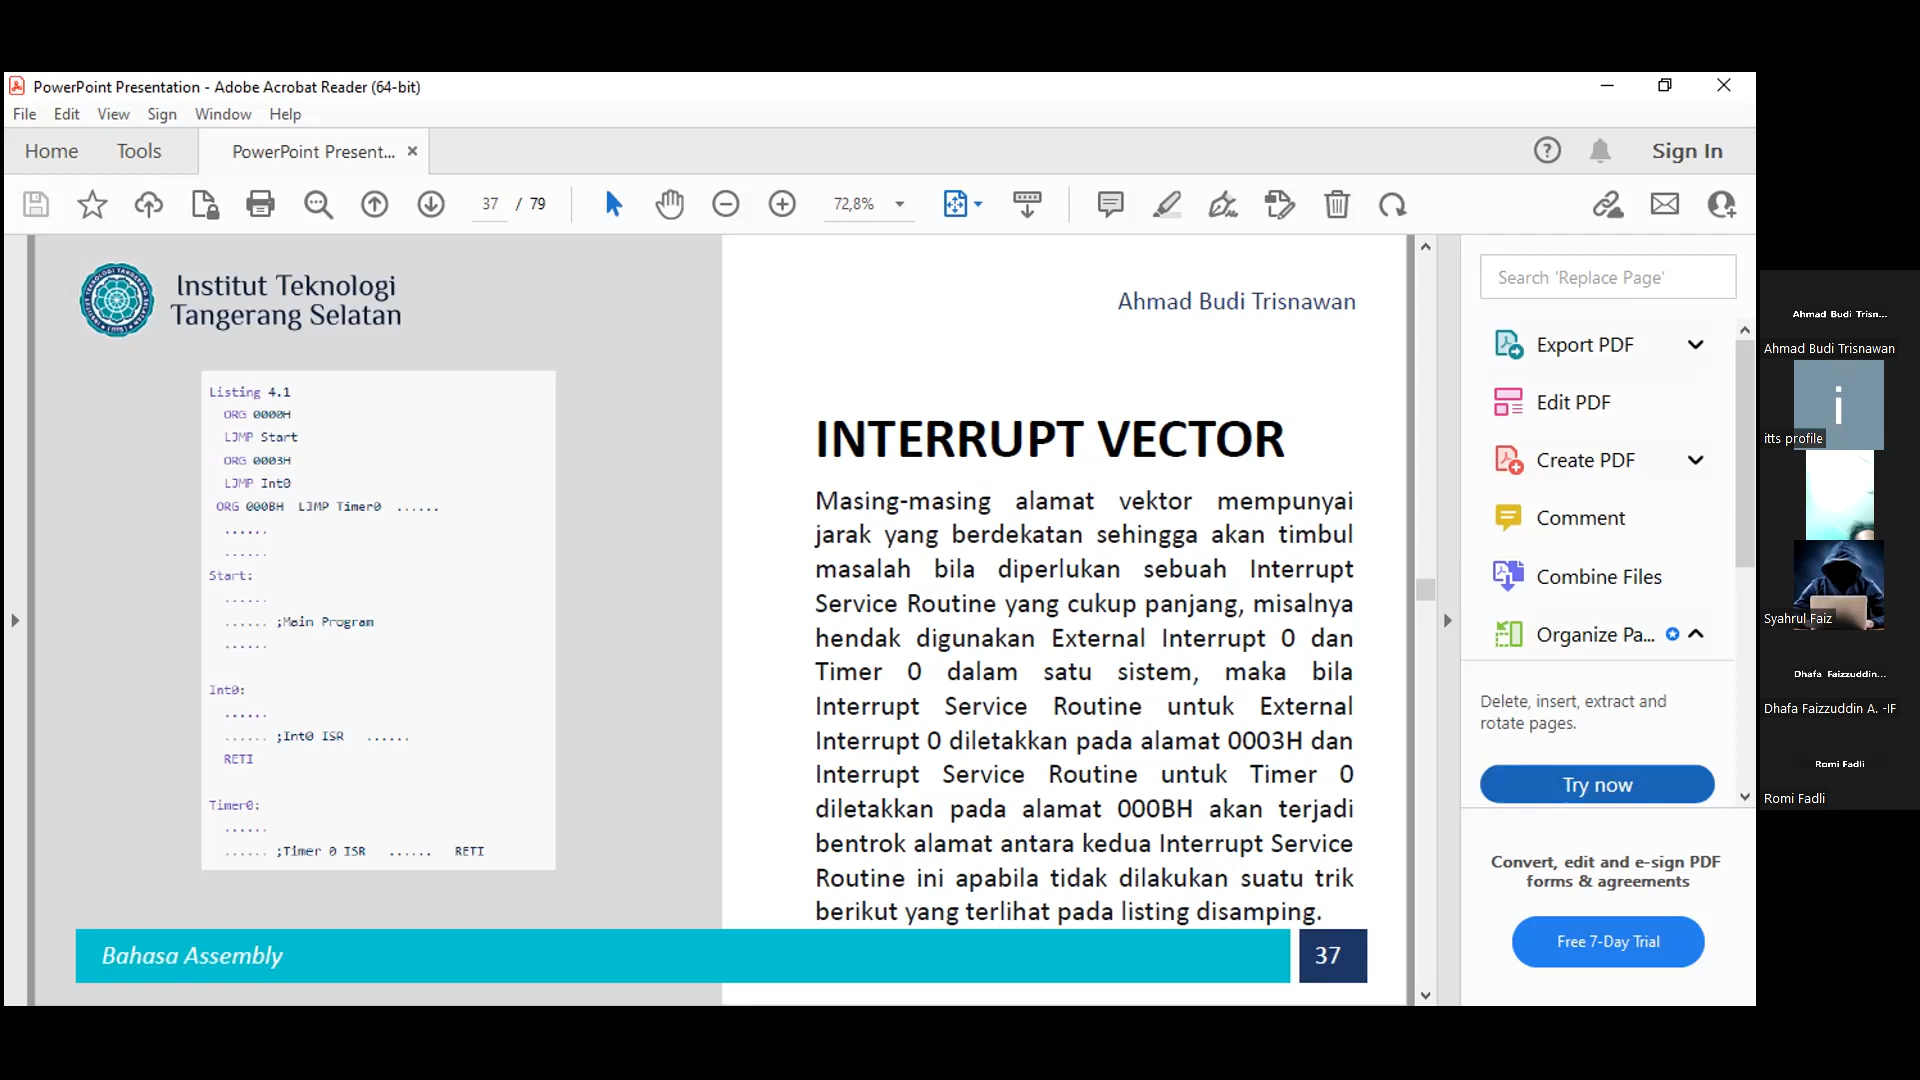 PowerPoint Presentation - Adobe Acrobat Reader (64-bit)
File Edit View Sign Window Help
Home Tools PowerPoint Present... ×
Sign In
37 / 79
72,8%
Institut Teknologi
Tangerang Selatan
Ahmad Budi Trisnawan
Listing 4.1
ORG 0000H
LJMP Start
ORG 0003H
LJMP Int0
ORG 000BH LJMP Timer0 ......
......
......
Start:
......
...... ;Main Program
......
Int0:
......
...... ;Int0 ISR ......
RETI
Timer0:
......
...... ;Timer 0 ISR ...... RETI
INTERRUPT VECTOR
Masing-masing alamat vektor mempunyai
jarak yang berdekatan sehingga akan timbul
masalah bila diperlukan sebuah Interrupt
Service Routine yang cukup panjang, misalnya
hendak digunakan External Interrupt 0 dan
Timer 0 dalam satu sistem, maka bila
Interrupt Service Routine untuk External
Interrupt 0 diletakkan pada alamat 0003H dan
Interrupt Service Routine untuk Timer 0
diletakkan pada alamat 000BH akan terjadi
bentrok alamat antara kedua Interrupt Service
Routine ini apabila tidak dilakukan suatu trik
berikut yang terlihat pada listing disamping.
Bahasa Assembly
37
Search 'Replace Page'
Export PDF
Edit PDF
Create PDF
Comment
Combine Files
Organize Pa...
Delete, insert, extract and
rotate pages.
Try now
Convert, edit and e-sign PDF
forms & agreements
Free 7-Day Trial
Ahmad Budi Trisn...
Ahmad Budi Trisnawan
i
itts profile
Syahrul Faiz
Dhafa Faizzuddin...
Dhafa Faizzuddin A. -IF
Romi Fadli
Romi Fadli